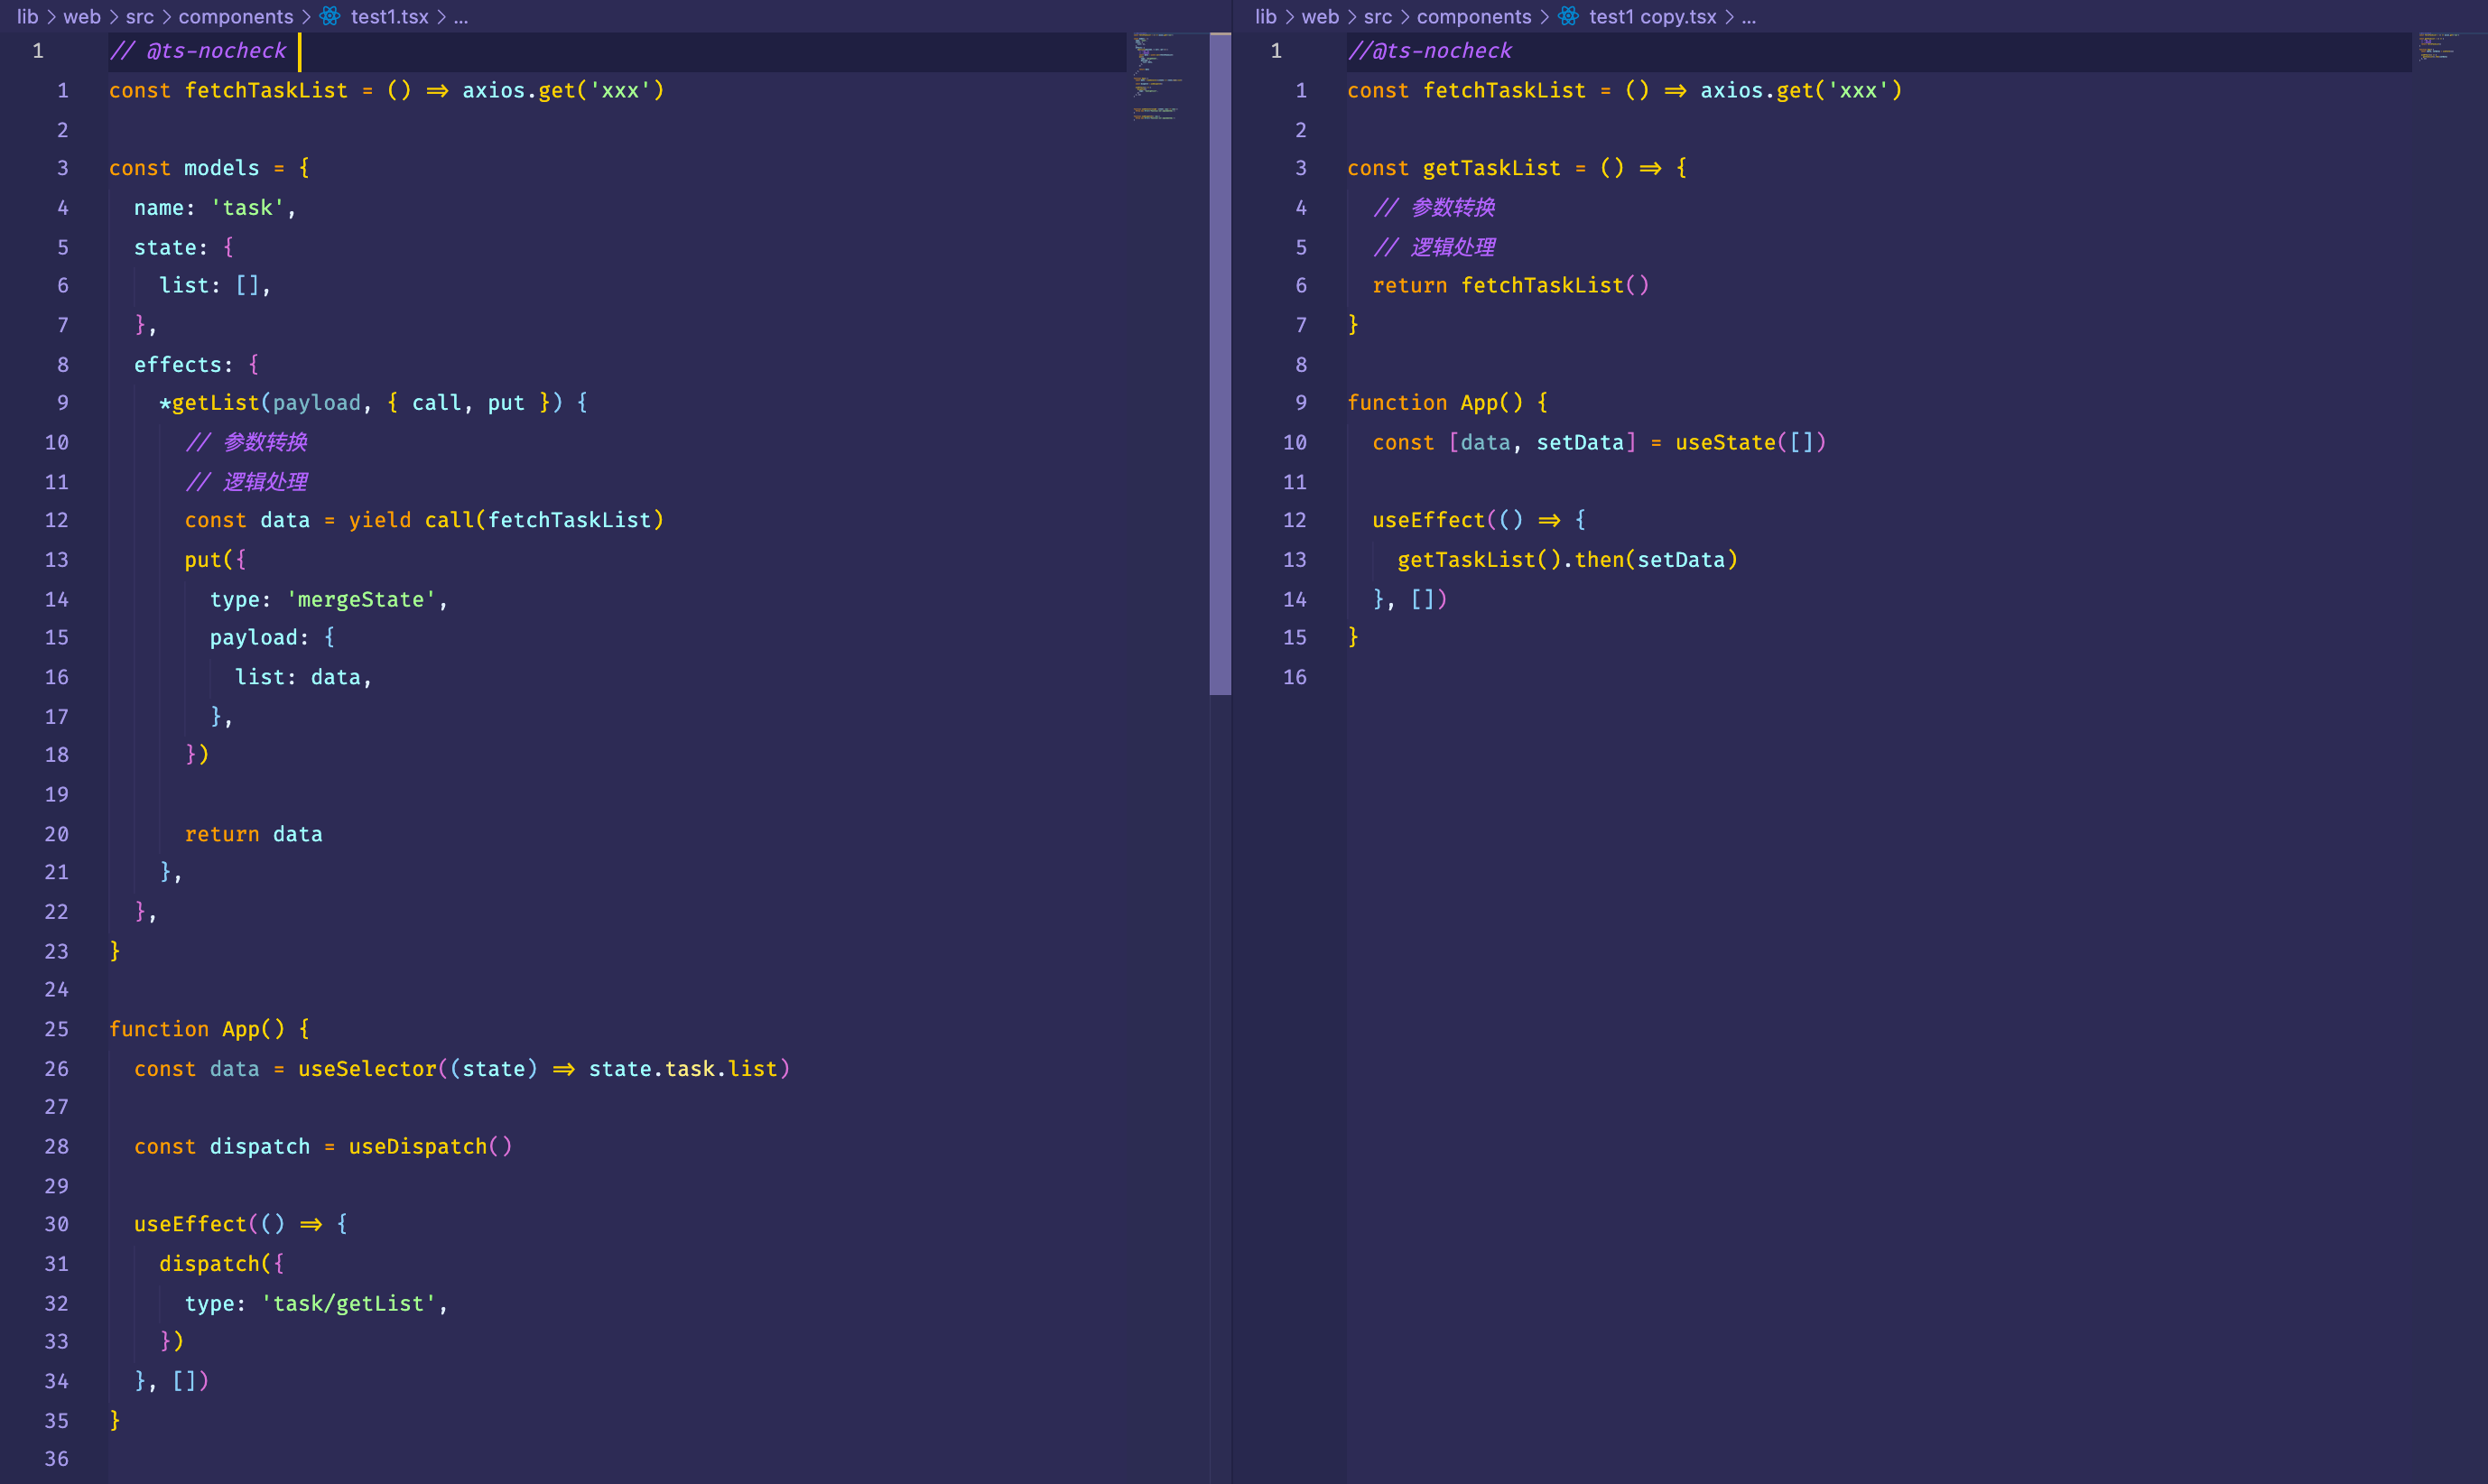 lib > web > src > components > test1.tsx > ...
1 // @ts-nocheck
1 const fetchTaskList = () => axios.get('xxx')
2
3 const models = {
4 name: 'task',
5 state: {
6 list: [],
7 },
8 effects: {
9 *getList(payload, { call, put }) {
10 // 参数转换
11 // 逻辑处理
12 const data = yield call(fetchTaskList)
13 put({
14 type: 'mergeState',
15 payload: {
16 list: data,
17 },
18 })
19
20 return data
21 },
22 },
23 }
24
25 function App() {
26 const data = useSelector((state) => state.task.list)
27
28 const dispatch = useDispatch()
29
30 useEffect(() => {
31 dispatch({
32 type: 'task/getList',
33 })
34 }, [])
35 }
36
lib > web > src > components > test1 copy.tsx > ...
1 //@ts-nocheck
1 const fetchTaskList = () => axios.get('xxx')
2
3 const getTaskList = () => {
4 // 参数转换
5 // 逻辑处理
6 return fetchTaskList()
7 }
8
9 function App() {
10 const [data, setData] = useState([])
11
12 useEffect(() => {
13 getTaskList().then(setData)
14 }, [])
15 }
16